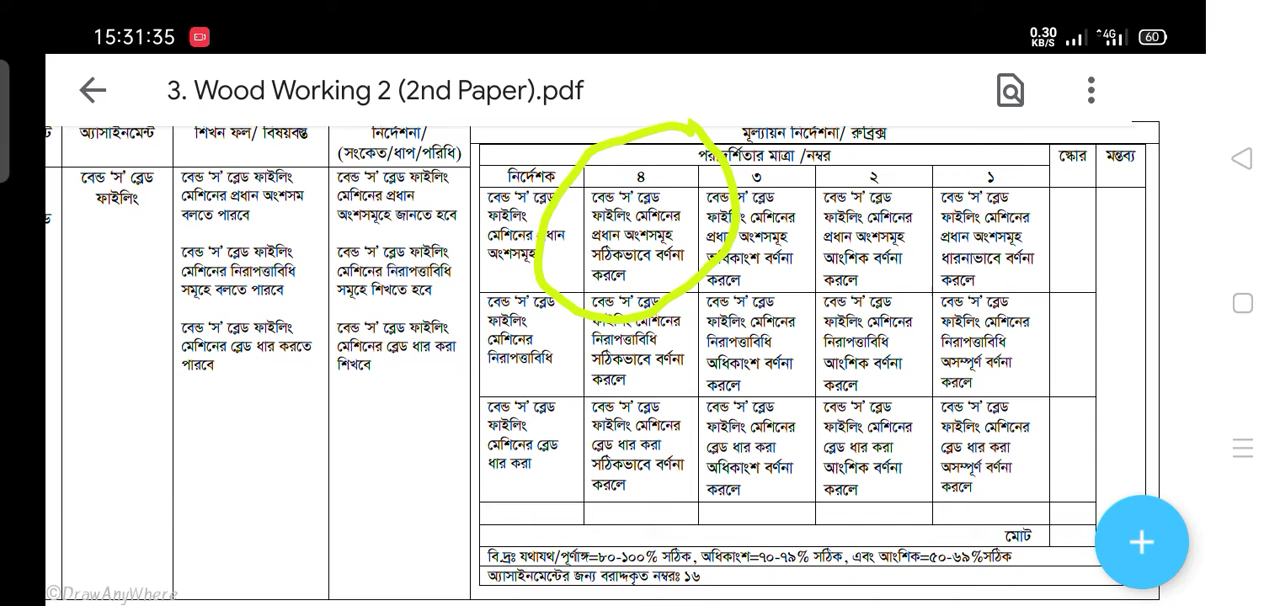 15:31:35
0.30
KB/S
4G
60
3. Wood Working 2 (2nd Paper).pdf
অ্যাসাইনমেন্ট
শিখন ফল/ বিষয়বস্তু
নির্দেশনা/
(সংকেত/ধাপ/পরিধি)
মূল্যায়ন নির্দেশনা/ রুব্রিক্স
পারদর্শিতার মাত্রা /নম্বর
স্কোর
মন্তব্য
নির্দেশক
৪
৩
২
১
বেন্ড 'স' ব্লেড
ফাইলিং
বেন্ড 'স' ব্লেড ফাইলিং
মেশিনের প্রধান অংশসম
বলতে পারবে
বেন্ড 'স' ব্লেড ফাইলিং
মেশিনের নিরাপত্তাবিধি
সমূহে বলতে পারবে
বেন্ড 'স' ব্লেড ফাইলিং
মেশিনের ব্লেড ধার করতে
পারবে
বেন্ড 'স' ব্লেড ফাইলিং
মেশিনের প্রধান
অংশসমূহে জানতে হবে
বেন্ড 'স' ব্লেড ফাইলিং
মেশিনের নিরাপত্তাবিধি
সমূহে শিখতে হবে
বেন্ড 'স' ব্লেড ফাইলিং
মেশিনের ব্লেড ধার করা
শিখবে
বেন্ড 'স' ব্লেড
ফাইলিং
মেশিনের প্রধান
অংশসমূহ
বেন্ড 'স' ব্লেড
ফাইলিং মেশিনের
প্রধান অংশসমূহ
সঠিকভাবে বর্ণনা
করলে
বেন্ড 'স' ব্লেড
ফাইলিং মেশিনের
প্রধান অংশসমূহ
অধিকাংশ বর্ণনা
করলে
বেন্ড 'স' ব্লেড
ফাইলিং মেশিনের
প্রধান অংশসমূহ
আংশিক বর্ণনা
করলে
বেন্ড 'স' ব্লেড
ফাইলিং মেশিনের
প্রধান অংশসমূহ
ধারনাভাবে বর্ণনা
করলে
বেন্ড 'স' ব্লেড
ফাইলিং
মেশিনের
নিরাপত্তাবিধি
বেন্ড 'স' ব্লেড
ফাইলিং মেশিনের
নিরাপত্তাবিধি
সঠিকভাবে বর্ণনা
করলে
বেন্ড 'স' ব্লেড
ফাইলিং মেশিনের
নিরাপত্তাবিধি
অধিকাংশ বর্ণনা
করলে
বেন্ড 'স' ব্লেড
ফাইলিং মেশিনের
নিরাপত্তাবিধি
আংশিক বর্ণনা
করলে
বেন্ড 'স' ব্লেড
ফাইলিং মেশিনের
নিরাপত্তাবিধি
অসম্পূর্ণ বর্ণনা
করলে
বেন্ড 'স' ব্লেড
ফাইলিং
মেশিনের ব্লেড
ধার করা
বেন্ড 'স' ব্লেড
ফাইলিং মেশিনের
ব্লেড ধার করা
সঠিকভাবে বর্ণনা
করলে
বেন্ড 'স' ব্লেড
ফাইলিং মেশিনের
ব্লেড ধার করা
অধিকাংশ বর্ণনা
করলে
বেন্ড 'স' ব্লেড
ফাইলিং মেশিনের
ব্লেড ধার করা
আংশিক বর্ণনা
করলে
বেন্ড 'স' ব্লেড
ফাইলিং মেশিনের
ব্লেড ধার করা
অসম্পূর্ণ বর্ণনা
করলে
মোট
বি.দ্রঃ যথাযথ/পূর্ণাঙ্গ=৮০-১০০% সঠিক, অধিকাংশ=৭০-৭৯% সঠিক, এবং আংশিক=৫০-৬৯%সঠিক
অ্যাসাইনমেন্টের জন্য বরাদ্দকৃত নম্বরঃ ১৬
©DrawAnyWhere